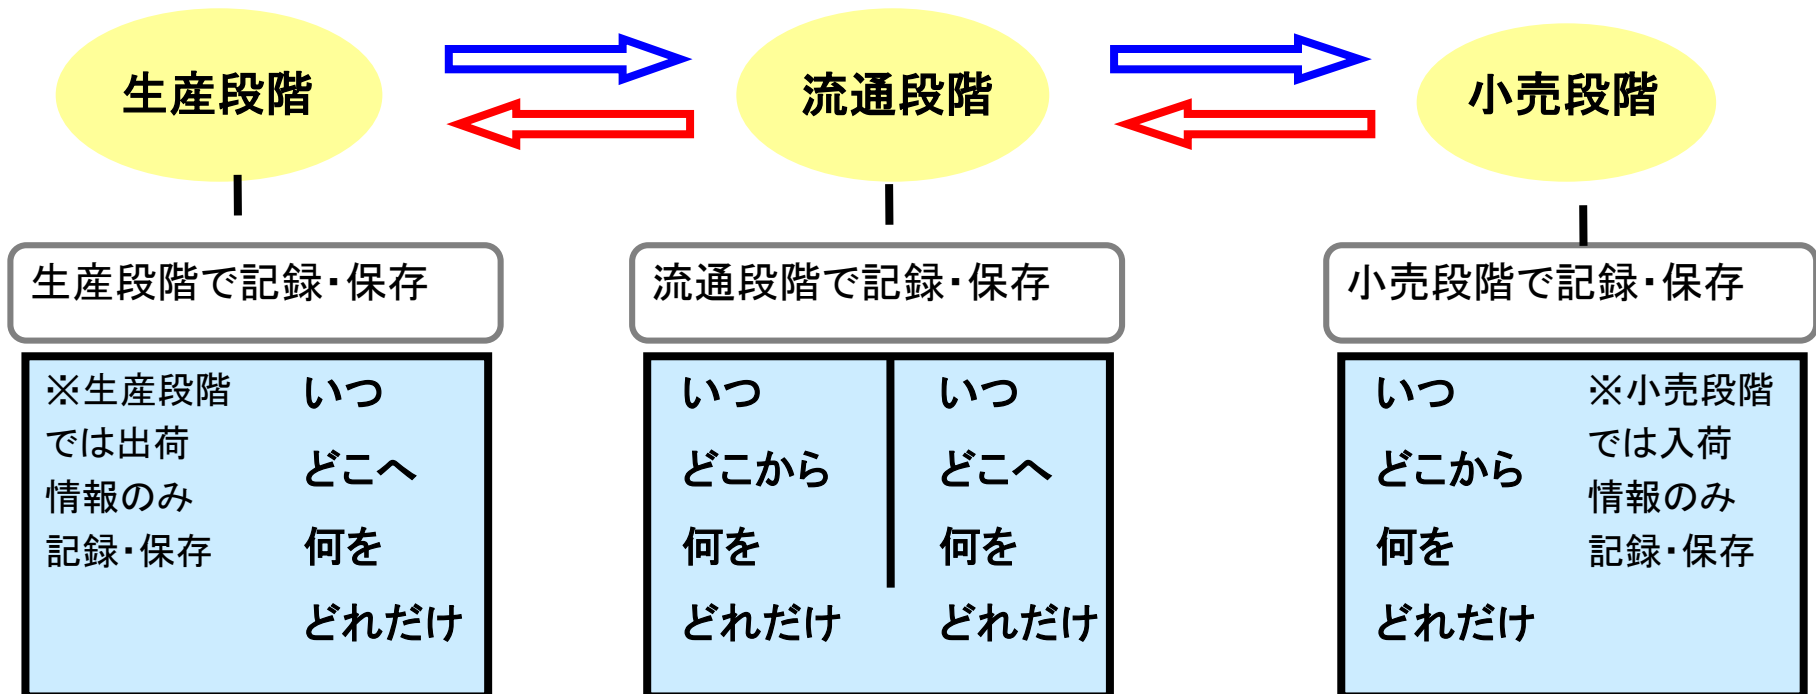 生産段階
流通段階
小売段階
生産段階で記録・保存
流通段階で記録・保存
小売段階で記録・保存
※生産段階
では出荷
情報のみ
記録・保存
いつ
どこへ
何を
どれだけ
いつ
どこから
何を
どれだけ
いつ
どこへ
何を
どれだけ
いつ
どこから
何を
どれだけ
※小売段階
では入荷
情報のみ
記録・保存